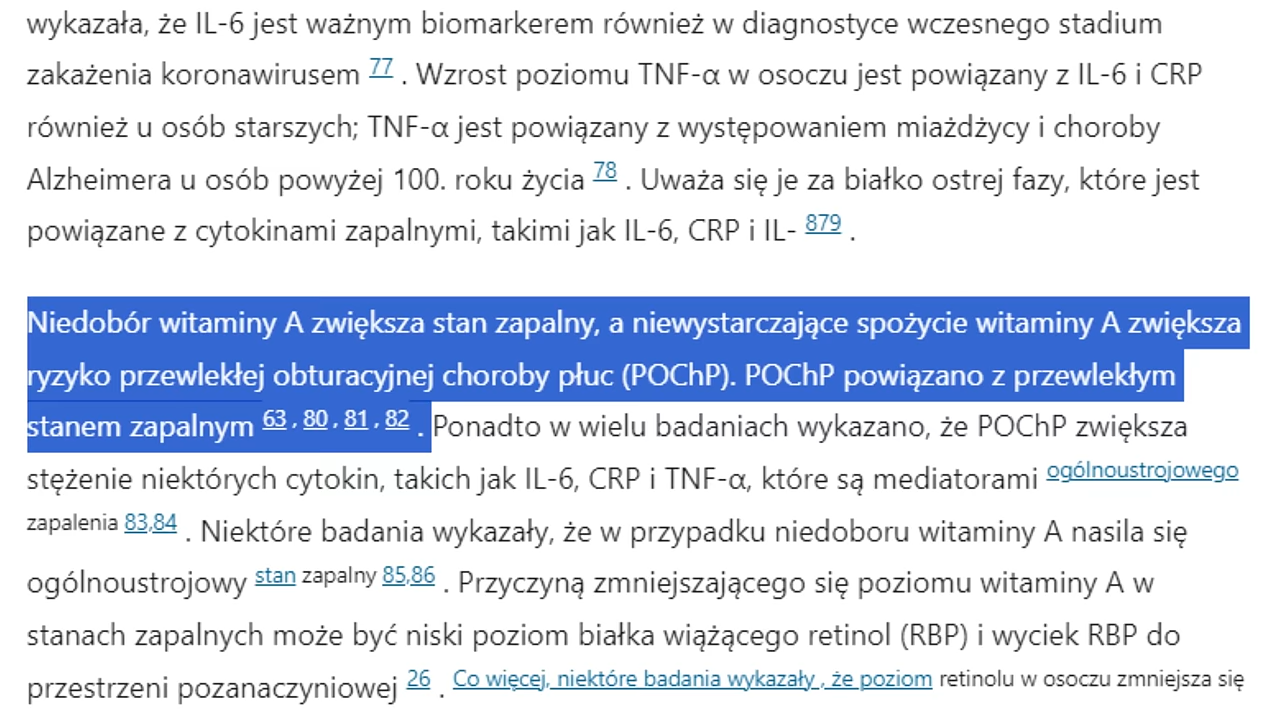 wykazała, że IL-6 jest ważnym biomarkerem również w diagnostyce wczesnego stadium
zakażenia koronawirusem 77 . Wzrost poziomu TNF-α w osoczu jest powiązany z IL-6 i CRP
również u osób starszych; TNF-α jest powiązany z występowaniem miażdżycy i choroby
Alzheimera u osób powyżej 100. roku życia 78 . Uważa się je za białko ostrej fazy, które jest
powiązane z cytokinami zapalnymi, takimi jak IL-6, CRP i IL- 879 .
Niedobór witaminy A zwiększa stan zapalny, a niewystarczające spożycie witaminy A zwiększa
ryzyko przewlekłej obturacyjnej choroby płuc (POChP). POChP powiązano z przewlekłym
stanem zapalnym 63 , 80 , 81 , 82 . Ponadto w wielu badaniach wykazano, że POChP zwiększa
stężenie niektórych cytokin, takich jak IL-6, CRP i TNF-α, które są mediatorami ogólnoustrojowego
zapalenia 83,84 . Niektóre badania wykazały, że w przypadku niedoboru witaminy A nasila się
ogólnoustrojowy stan zapalny 85,86 . Przyczyną zmniejszającego się poziomu witaminy A w
stanach zapalnych może być niski poziom białka wiążącego retinol (RBP) i wyciek RBP do
przestrzeni pozanaczyniowej 26 . Co więcej, niektóre badania wykazały , że poziom retinolu w osoczu zmniejsza się